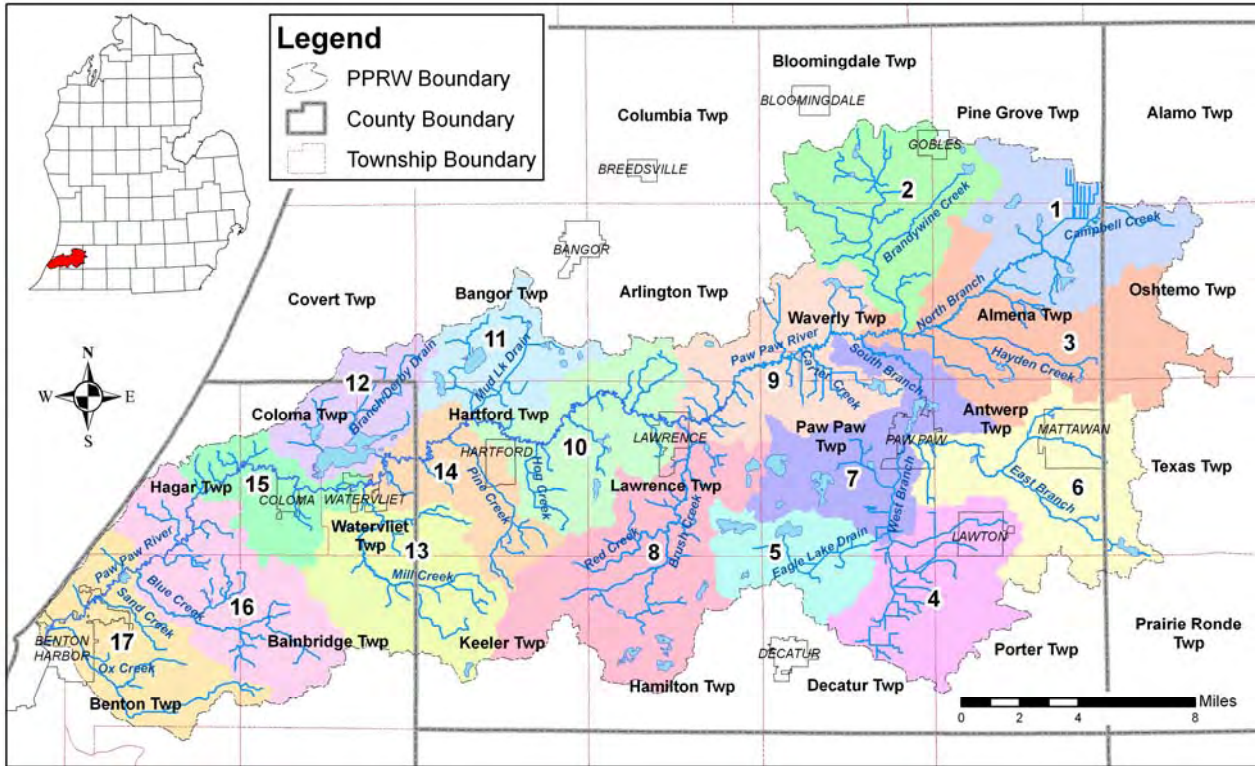 Legend
PPRW Boundary
County Boundary
Township Boundary
N
W
E
S
Bloomingdale Twp
BLOOMINGDALE
Columbia Twp
Pine Grove Twp
Alamo Twp
GOBLES
BREEDSVILLE
2
1
Brandywine Creek
Campbell Creek
BANGOR
Covert Twp
Bangor Twp
Arlington Twp
Waverly Twp
North Branch
Almena Twp
Oshtemo Twp
11
Mud Lk Drain
Paw Paw River
South Branch
Hayden Creek
3
12
Branch/Derby Drain
9
Carter Creek
Coloma Twp
Hartford Twp
Paw Paw
Twp
Antwerp
Twp
MATTAWAN
HARTFORD
10
LAWRENCE
PAW PAW
Hog Creek
14
Pine Creek
Hagar Twp
15
COLOMA
WATERVLIET
Lawrence Twp
7
West Branch
East Branch
6
Texas Twp
Watervliet
Twp
13
Mill Creek
Red Creek
8
Brush Creek
5
Eagle Lake Drain
LAWTON
4
Paw Paw River
Blue Creek
Sand Creek
16
BENTON
HARBOR
17
Ox Creek
Bainbridge Twp
Keeler Twp
DECATUR
Porter Twp
Prairie Ronde
Twp
Benton Twp
Hamilton Twp
Decatur Twp
Miles
0 2 4 8